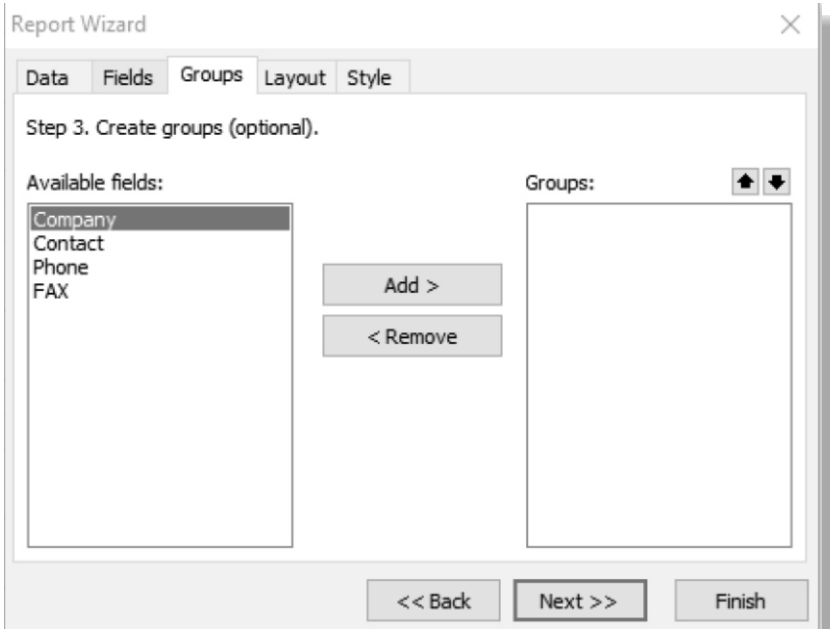 Report Wizard
Data Fields Groups Layout Style
Step 3. Create groups (optional).
Available fields:
Groups:
Company
Contact
Phone
FAX
Add >
< Remove
<< Back Next >> Finish